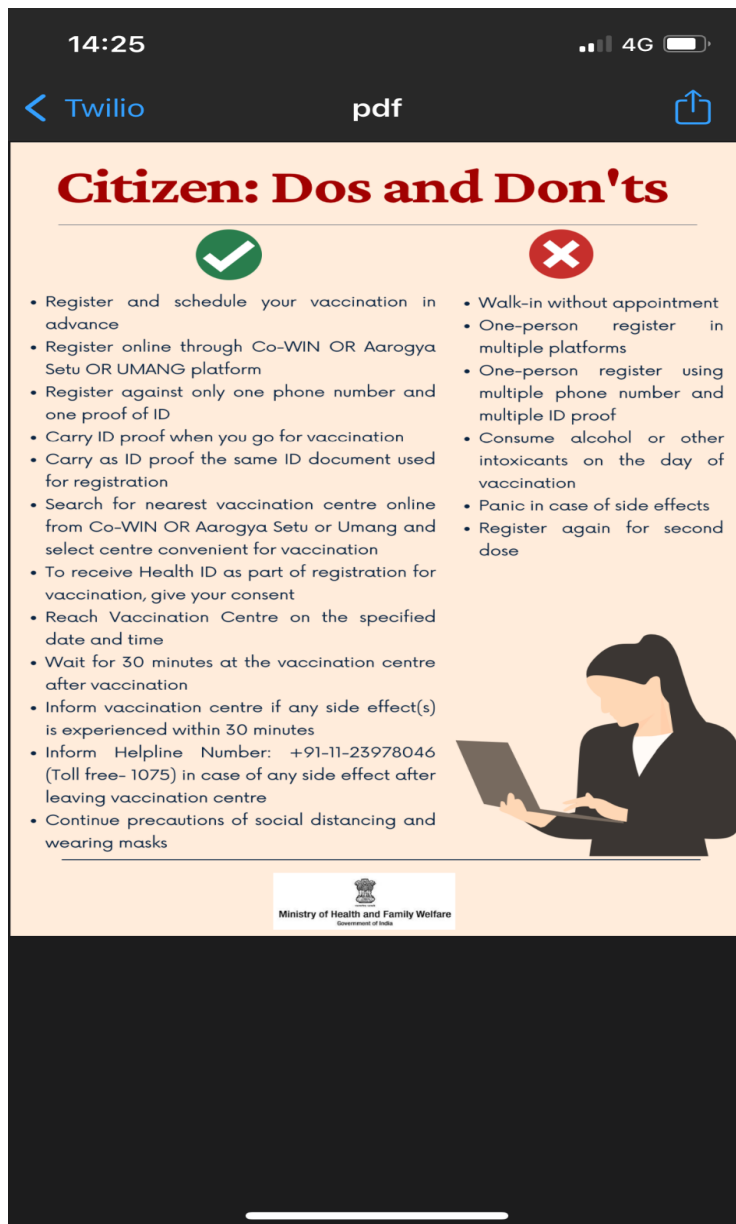 14:25
4G
Twilio
pdf
Citizen: Dos and Don'ts
• Register and schedule your vaccination in
advance
• Register online through Co-WIN OR Aarogya
Setu OR UMANG platform
• Register against only one phone number and
one proof of ID
• Carry ID proof when you go for vaccination
• Carry as ID proof the same ID document used
for registration
• Search for nearest vaccination centre online
from Co-WIN OR Aarogya Setu or Umang and
select centre convenient for vaccination
• To receive Health ID as part of registration for
vaccination, give your consent
• Reach Vaccination Centre on the specified
date and time
• Wait for 30 minutes at the vaccination centre
after vaccination
• Inform vaccination centre if any side effect(s)
is experienced within 30 minutes
• Inform Helpline Number: +91-11-23978046
(Toll free- 1075) in case of any side effect after
leaving vaccination centre
• Continue precautions of social distancing and
wearing masks
• Walk-in without appointment
• One-person register in
multiple platforms
• One-person register using
multiple phone number and
multiple ID proof
• Consume alcohol or other
intoxicants on the day of
vaccination
• Panic in case of side effects
• Register again for second
dose
Ministry of Health and Family Welfare
Government of India